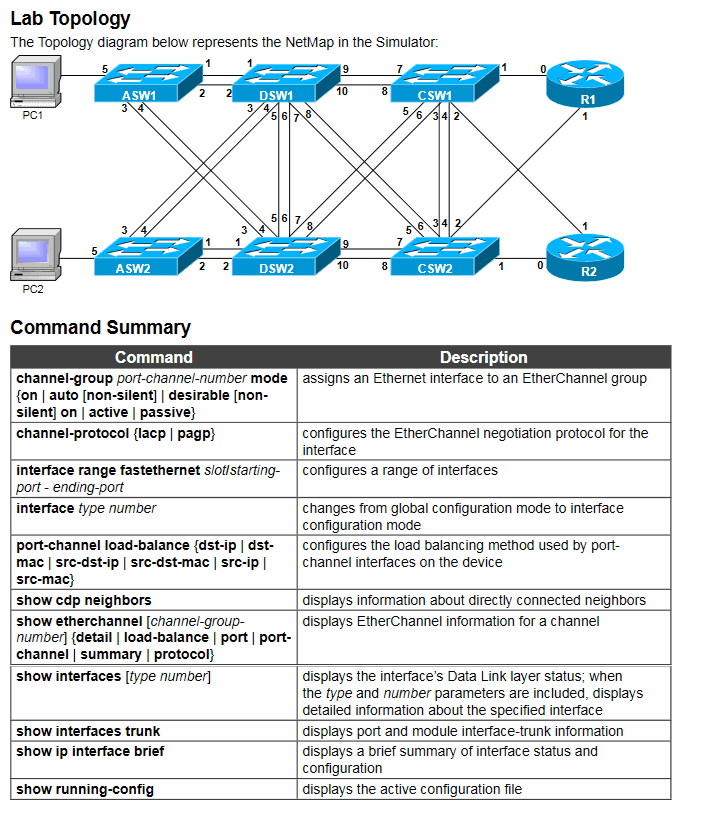 Lab Topology
The Topology diagram below represents the NetMap in the Simulator:
5 1 1 9 7 1 0
ASW1 2 2 DSW1 10 8 CSW1 R1
PC1
3 4 3 4 5 6 7 8 5 6 3 4 2 1
3 4 3 4 5 6 7 8 5 6 3 4 2 1
5 1 1 9 7
ASW2 2 2 DSW2 10 8 CSW2 1 0 R2
PC2
Command Summary
Command Description
channel-group port-channel-number mode assigns an Ethernet interface to an EtherChannel group
{on | auto [non-silent] | desirable [non-
silent] on | active | passive}
channel-protocol {lacp | pagp} configures the EtherChannel negotiation protocol for the
interface
interface range fastethernet slot/starting- configures a range of interfaces
port - ending-port
interface type number changes from global configuration mode to interface
configuration mode
port-channel load-balance {dst-ip | dst- configures the load balancing method used by port-
mac | src-dst-ip | src-dst-mac | src-ip | channel interfaces on the device
src-mac}
show cdp neighbors displays information about directly connected neighbors
show etherchannel [channel-group- displays EtherChannel information for a channel
number] {detail | load-balance | port | port-
channel | summary | protocol}
show interfaces [type number] displays the interface's Data Link layer status; when
the type and number parameters are included, displays
detailed information about the specified interface
show interfaces trunk displays port and module interface-trunk information
show ip interface brief displays a brief summary of interface status and
configuration
show running-config displays the active configuration file